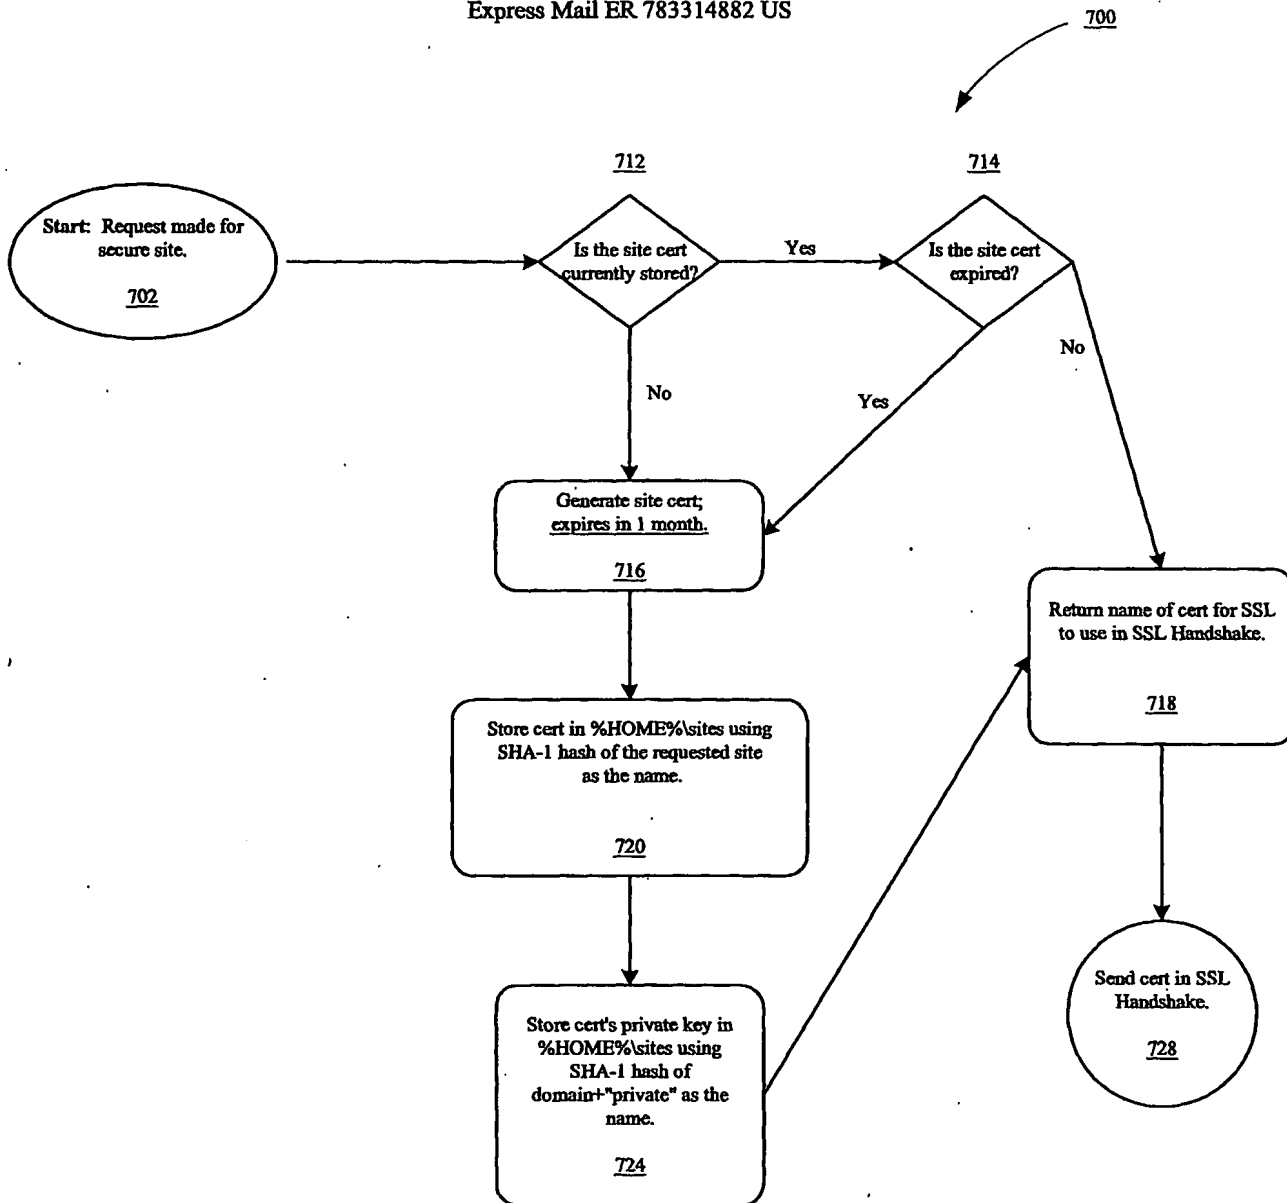 Express Mail ER 783314882 US
700
712
714
Start: Request made for
secure site.
702
Is the site cert
currently stored?
Yes
Is the site cert
expired?
No
No
Yes
Generate site cert;
expires in 1 month.
716
Return name of cert for SSL
to use in SSL Handshake.
718
Store cert in %HOME%\sites using
SHA-1 hash of the requested site
as the name.
720
Send cert in SSL
Handshake.
728
Store cert's private key in
%HOME%\sites using
SHA-1 hash of
domain+"private" as the
name.
724